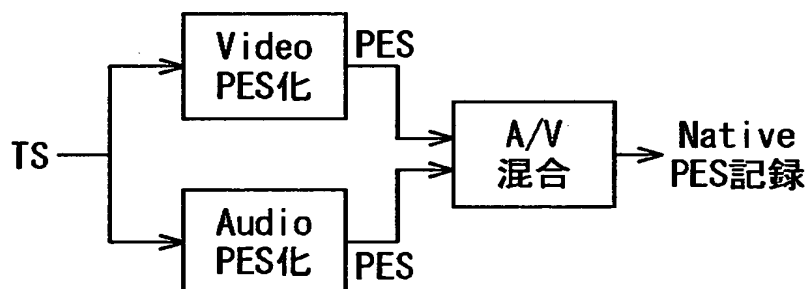 Video
PES化
PES
TS
A/V
混合
Native
PES記録
Audio
PES化
PES